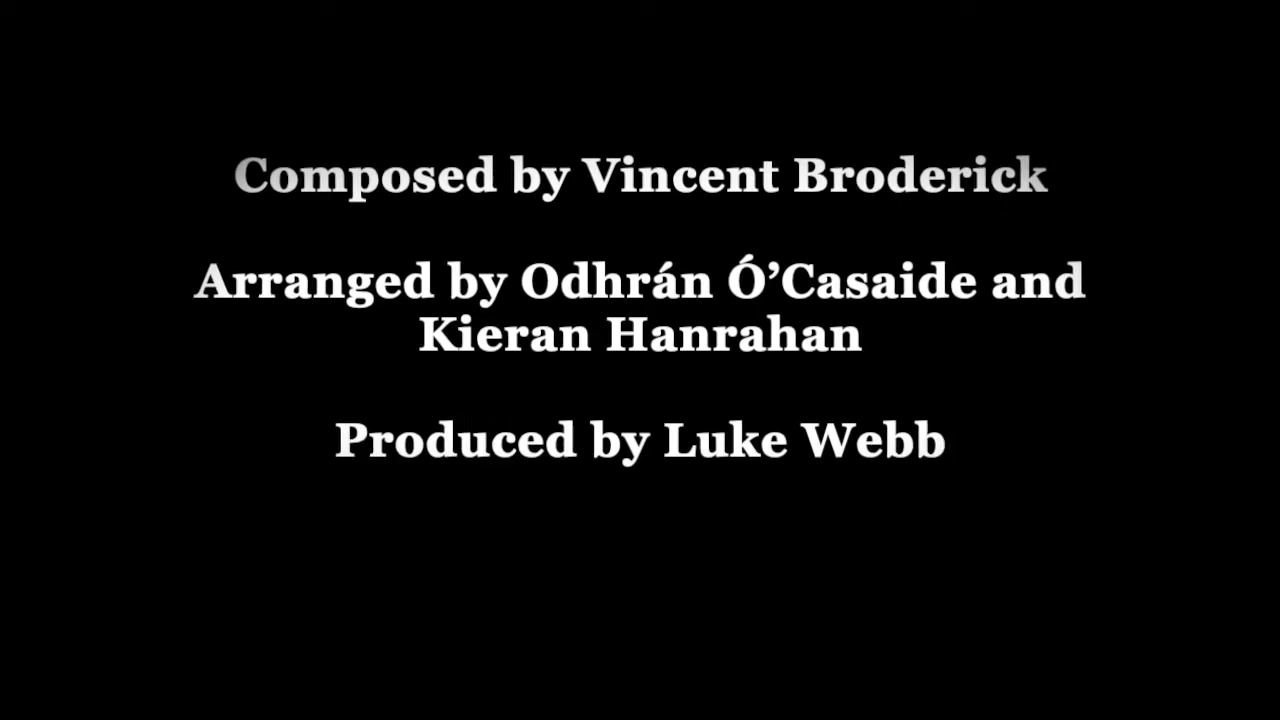 Composed by Vincent Broderick
Arranged by Odhrán Ó’Casaide and
Kieran Hanrahan
Produced by Luke Webb